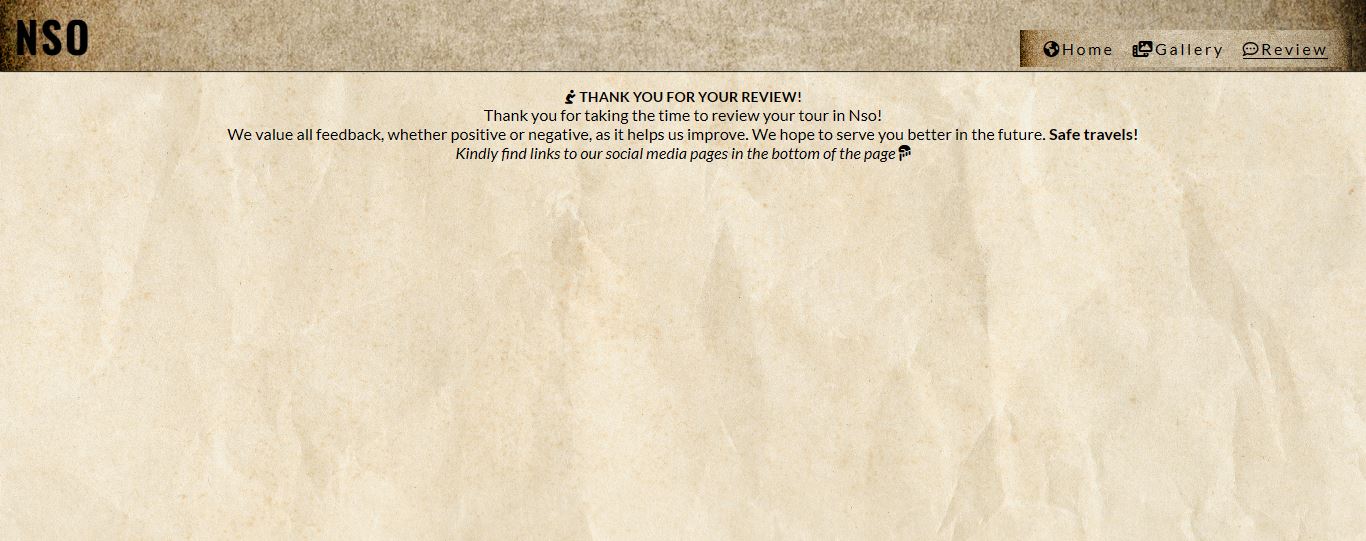 NSO
Home Gallery Review
THANK YOU FOR YOUR REVIEW!
Thank you for taking the time to review your tour in Nso!
We value all feedback, whether positive or negative, as it helps us improve. We hope to serve you better in the future. Safe travels!
Kindly find links to our social media pages in the bottom of the page